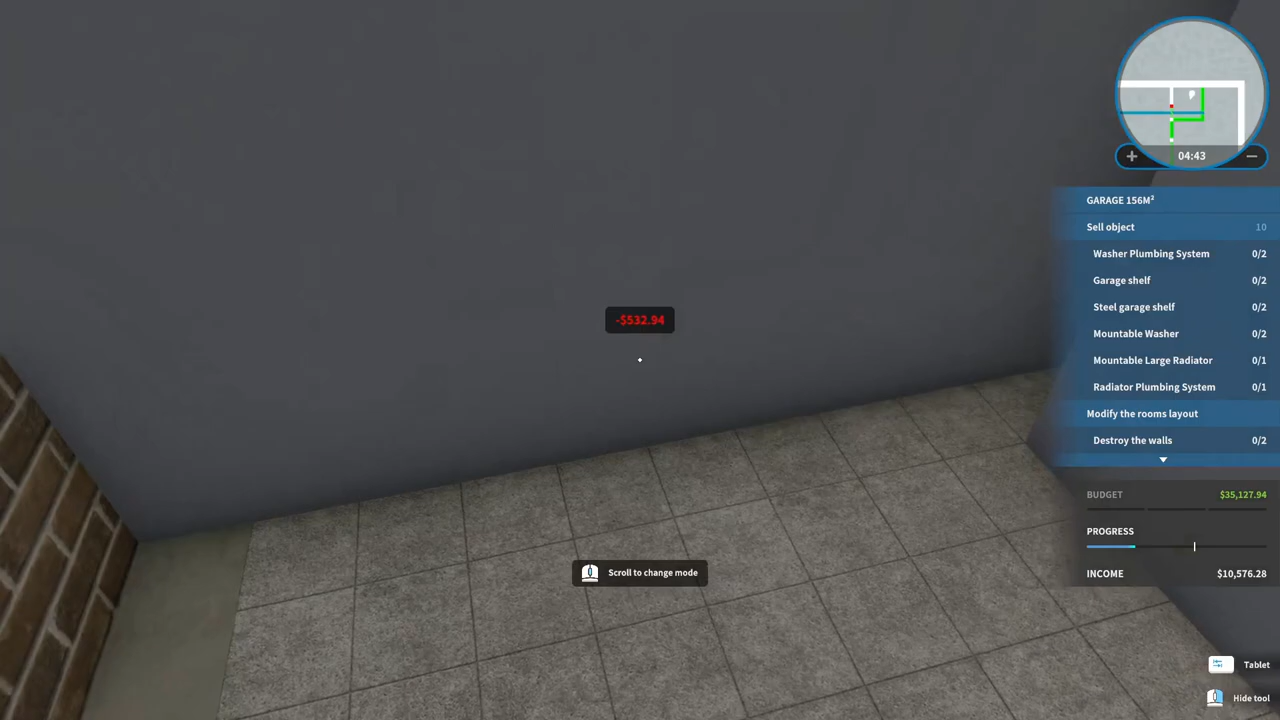 04:43
GARAGE 156M²
Sell object 10
Washer Plumbing System 0/2
Garage shelf 0/2
Steel garage shelf 0/2
Mountable Washer 0/2
Mountable Large Radiator 0/1
Radiator Plumbing System 0/1
Modify the rooms layout
Destroy the walls 0/2
-$532.94
BUDGET $35,127.94
PROGRESS
INCOME $10,576.28
Scroll to change mode
Tablet
Hide tool